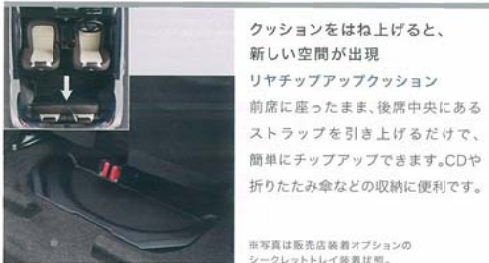 クッションをはね上げると、
新しい空間が出現
リヤチップアップクッション
前席に座ったまま、後席中央にある
ストラップを引き上げるだけで、
簡単にチップアップできます。CDや
折りたたみ傘などの収納に便利です。
※写真は販売店装着オプションの
シークレットトレイ装着状態。